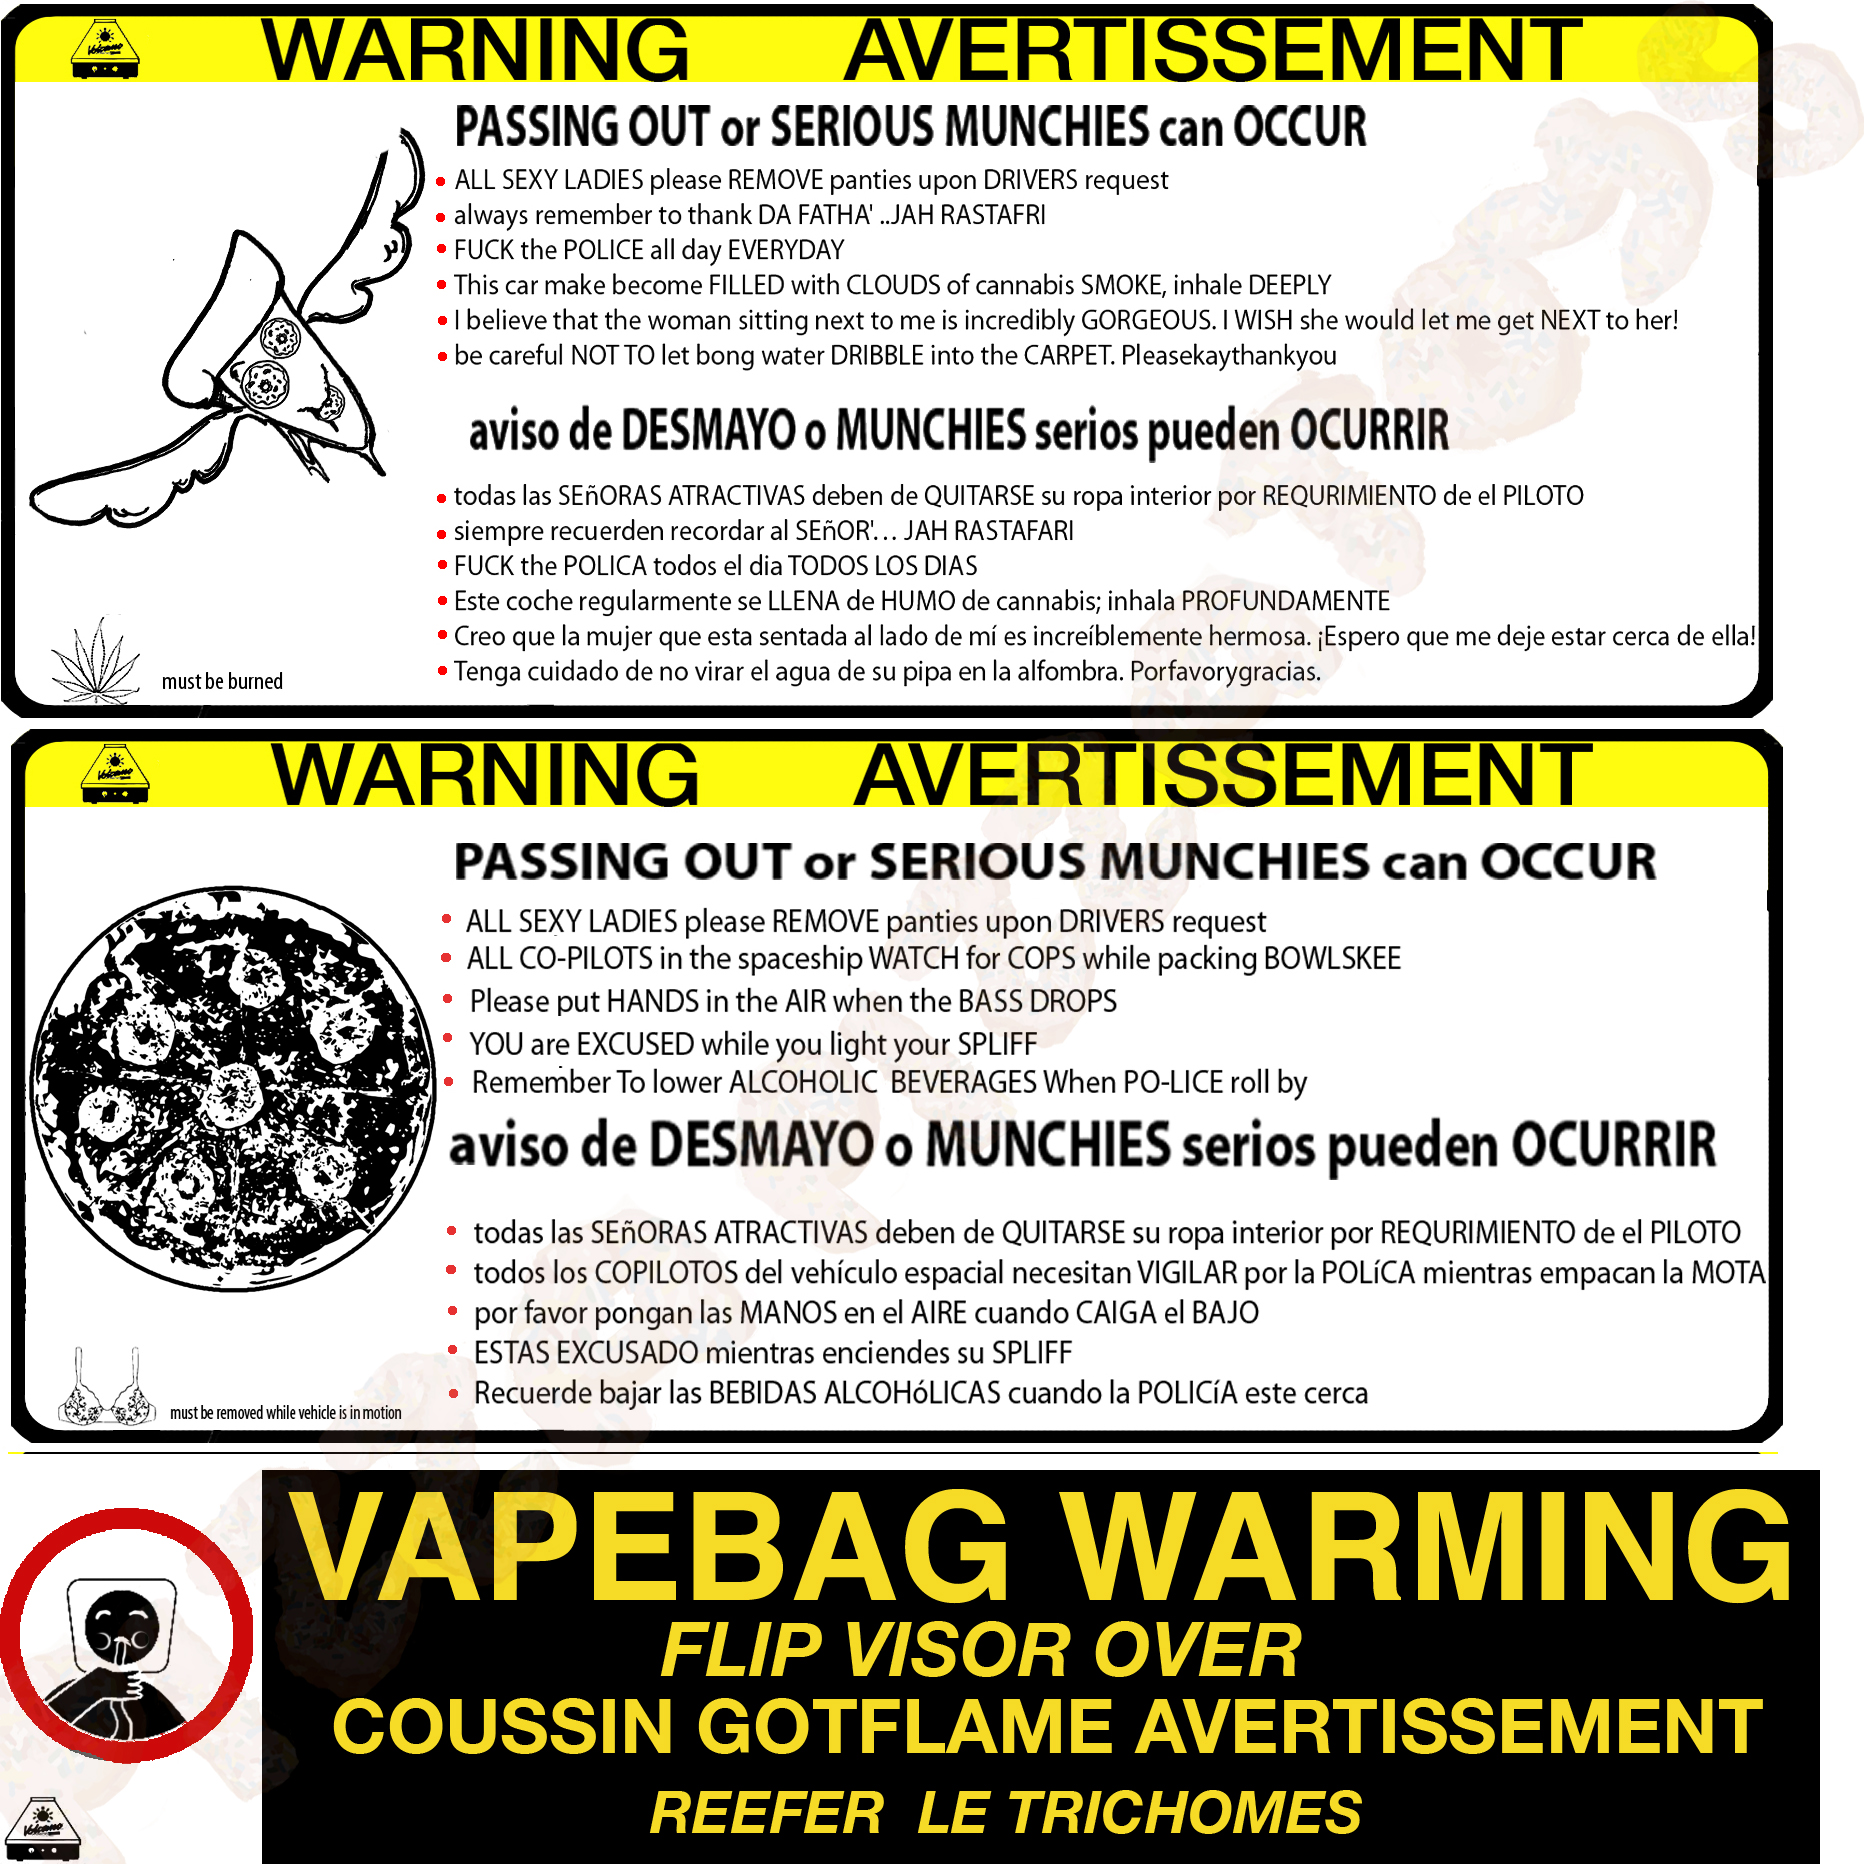 Volcano
WARNING AVERTISSEMENT
PASSING OUT or SERIOUS MUNCHIES can OCCUR
• ALL SEXY LADIES please REMOVE panties upon DRIVERS request
• always remember to thank DA FATHA' ..JAH RASTAFRI
• FUCK the POLICE all day EVERYDAY
• This car make become FILLED with CLOUDS of cannabis SMOKE, inhale DEEPLY
• I believe that the woman sitting next to me is incredibly GORGEOUS. I WISH she would let me get NEXT to her!
• be careful NOT TO let bong water DRIBBLE into the CARPET. Pleasekaythankyou
aviso de DESMAYO o MUNCHIES serios pueden OCURRIR
• todas las SEñORAS ATRACTIVAS deben de QUITARSE su ropa interior por REQURIMIENTO de el PILOTO
• siempre recuerden recordar al SEñOR'... JAH RASTAFARI
• FUCK the POLICA todos el dia TODOS LOS DIAS
• Este coche regularmente se LLENA de HUMO de cannabis; inhala PROFUNDAMENTE
• Creo que la mujer que esta sentada al lado de mí es increíblemente hermosa. ¡Espero que me deje estar cerca de ella!
• Tenga cuidado de no virar el agua de su pipa en la alfombra. Porfavorygracias.
must be burned
Volcano
WARNING AVERTISSEMENT
PASSING OUT or SERIOUS MUNCHIES can OCCUR
• ALL SEXY LADIES please REMOVE panties upon DRIVERS request
• ALL CO-PILOTS in the spaceship WATCH for COPS while packing BOWLSKEE
• Please put HANDS in the AIR when the BASS DROPS
• YOU are EXCUSED while you light your SPLIFF
• Remember To lower ALCOHOLIC BEVERAGES When PO-LICE roll by
aviso de DESMAYO o MUNCHIES serios pueden OCURRIR
• todas las SEñORAS ATRACTIVAS deben de QUITARSE su ropa interior por REQURIMIENTO de el PILOTO
• todos los COPILOTOS del vehículo espacial necesitan VIGILAR por la POLíCA mientras empacan la MOTA
• por favor pongan las MANOS en el AIRE cuando CAIGA el BAJO
• ESTAS EXCUSADO mientras enciendes su SPLIFF
• Recuerde bajar las BEBIDAS ALCOHóLICAS cuando la POLICíA este cerca
must be removed while vehicle is in motion
VAPEBAG WARMING
FLIP VISOR OVER
COUSSIN GOTFLAME AVERTISSEMENT
REEFER LE TRICHOMES
Volcano